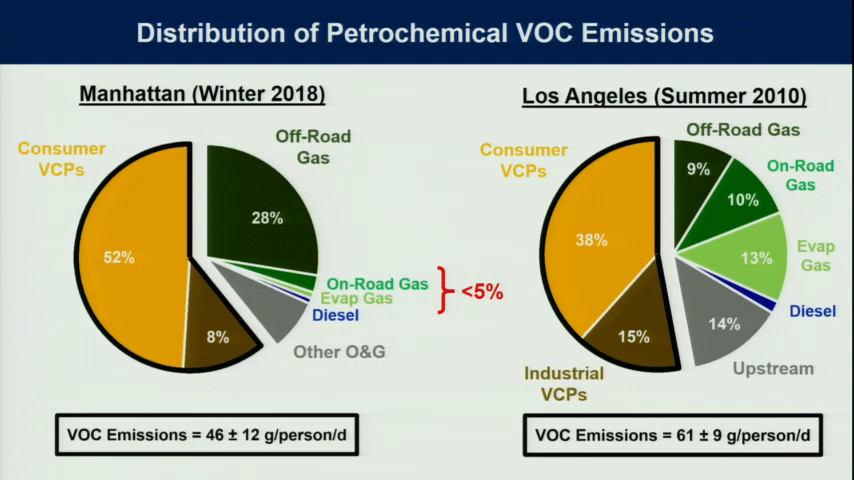 Distribution of Petrochemical VOC Emissions
Manhattan (Winter 2018)
Consumer
VCPs
Off-Road
Gas
28%
52%
8%
On-Road Gas
Evap Gas
Diesel
<5%
Other O&G
VOC Emissions = 46 ± 12 g/person/d
Los Angeles (Summer 2010)
Off-Road Gas
Consumer
VCPs
9%
On-Road
Gas
10%
38%
Evap
Gas
13%
Diesel
14%
15%
Upstream
Industrial
VCPs
VOC Emissions = 61 ± 9 g/person/d